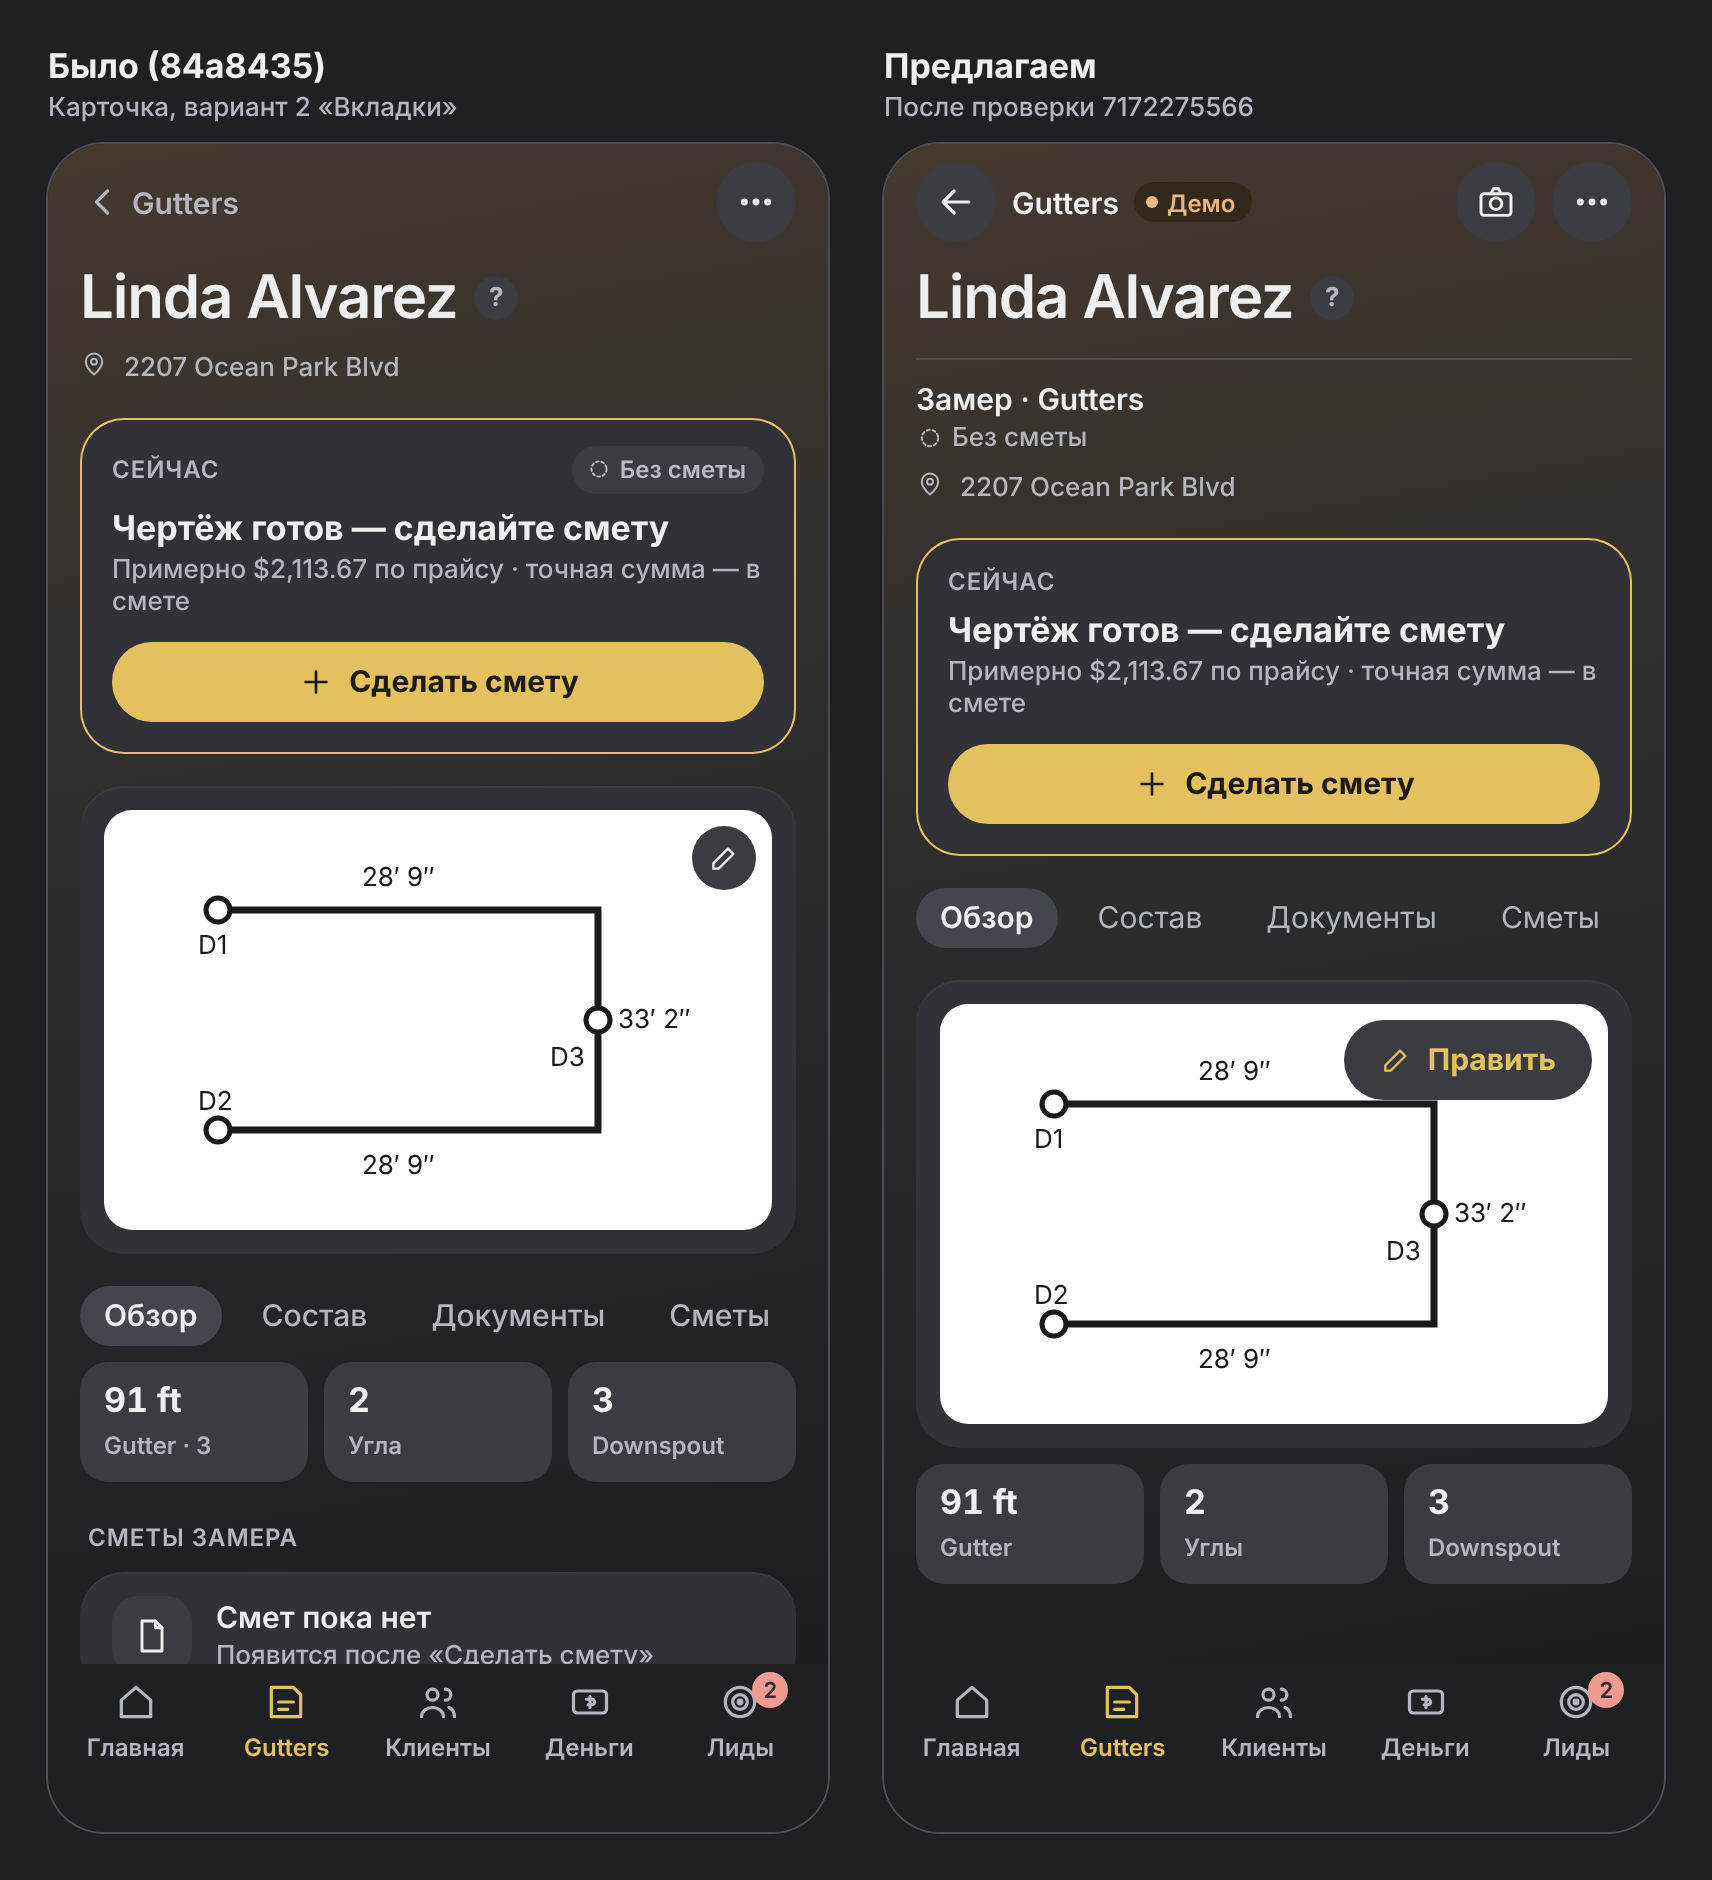 Было (84a8435)
Карточка, вариант 2 «Вкладки»
Gutters
Linda Alvarez ?
2207 Ocean Park Blvd
СЕЙЧАС
Без сметы
Чертёж готов — сделайте смету
Примерно $2,113.67 по прайсу · точная сумма — в
смете
+ Сделать смету
28′ 9″
D1
33′ 2″
D3
D2
28′ 9″
Обзор Состав Документы Сметы
91 ft 2 3
Gutter · 3 Угла Downspout
СМЕТЫ ЗАМЕРА
Смет пока нет
Появится после «Сделать смету»
2
Главная Gutters Клиенты Деньги Лиды
Предлагаем
После проверки 7172275566
Gutters Демо
Linda Alvarez ?
Замер · Gutters
Без сметы
2207 Ocean Park Blvd
СЕЙЧАС
Чертёж готов — сделайте смету
Примерно $2,113.67 по прайсу · точная сумма — в
смете
+ Сделать смету
Обзор Состав Документы Сметы
Править
28′ 9″
D1
33′ 2″
D3
D2
28′ 9″
91 ft 2 3
Gutter Углы Downspout
2
Главная Gutters Клиенты Деньги Лиды